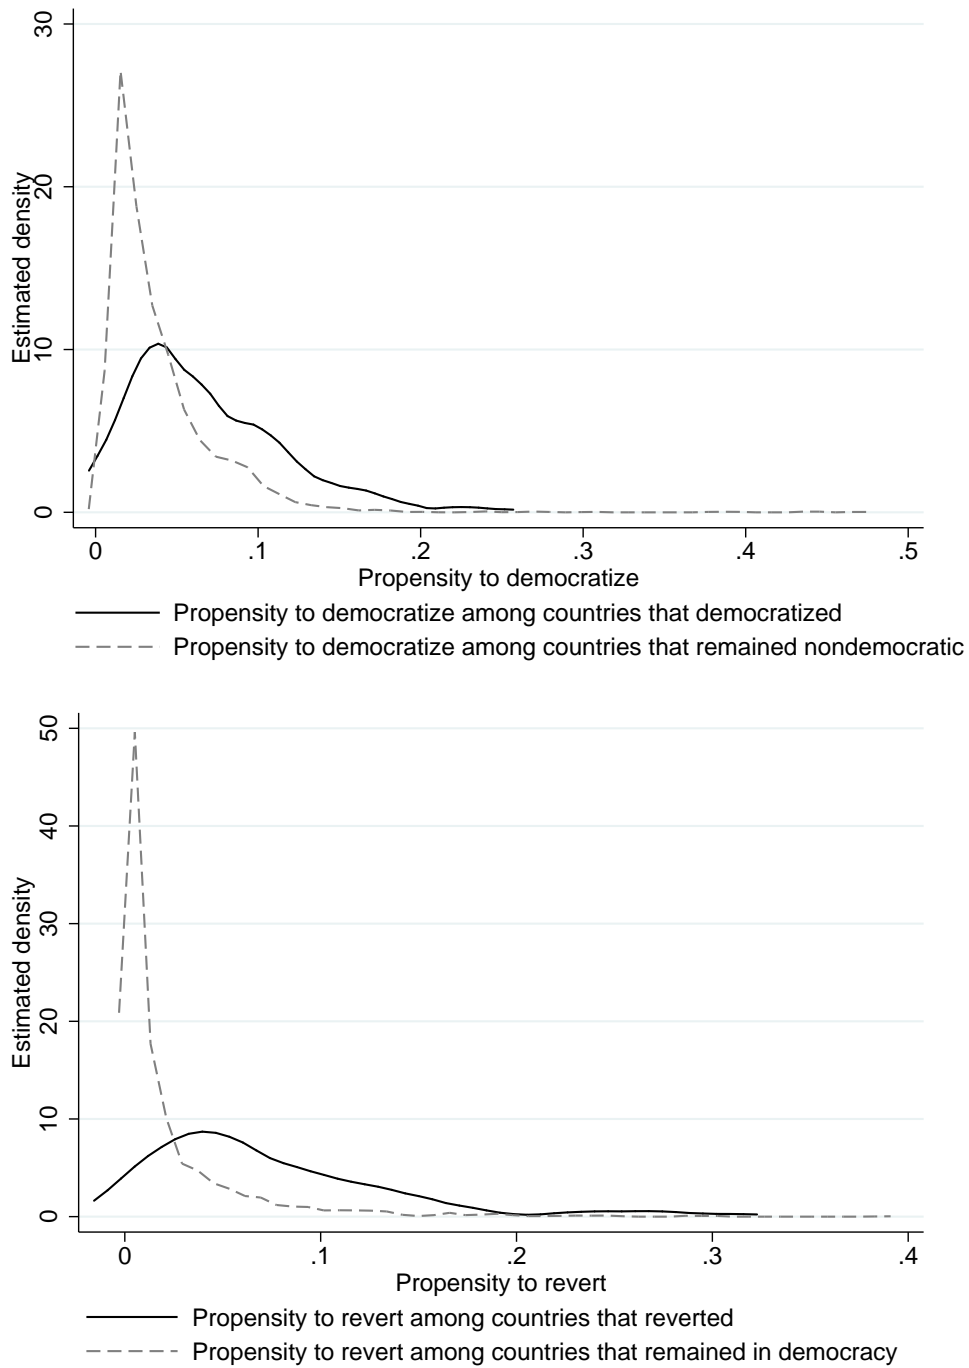 Estimated density
30
20
10
0
0 .1 .2 .3 .4 .5
Propensity to democratize
Propensity to democratize among countries that democratized
Propensity to democratize among countries that remained nondemocratic
Estimated density
50
40
30
20
10
0
0 .1 .2 .3 .4
Propensity to revert
Propensity to revert among countries that reverted
Propensity to revert among countries that remained in democracy